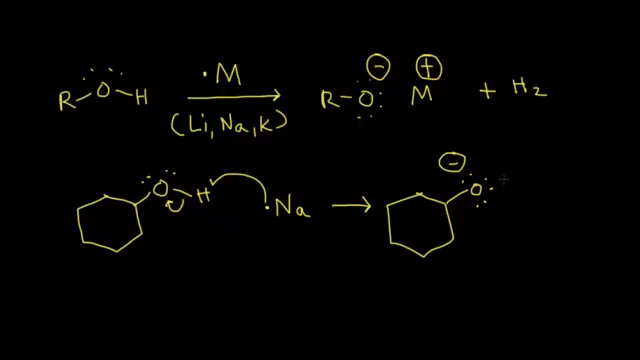 R-O-H ·M (Li, Na, K) R-O: ⊖ M ⊕ + H2
O-H ·Na → O ⊖